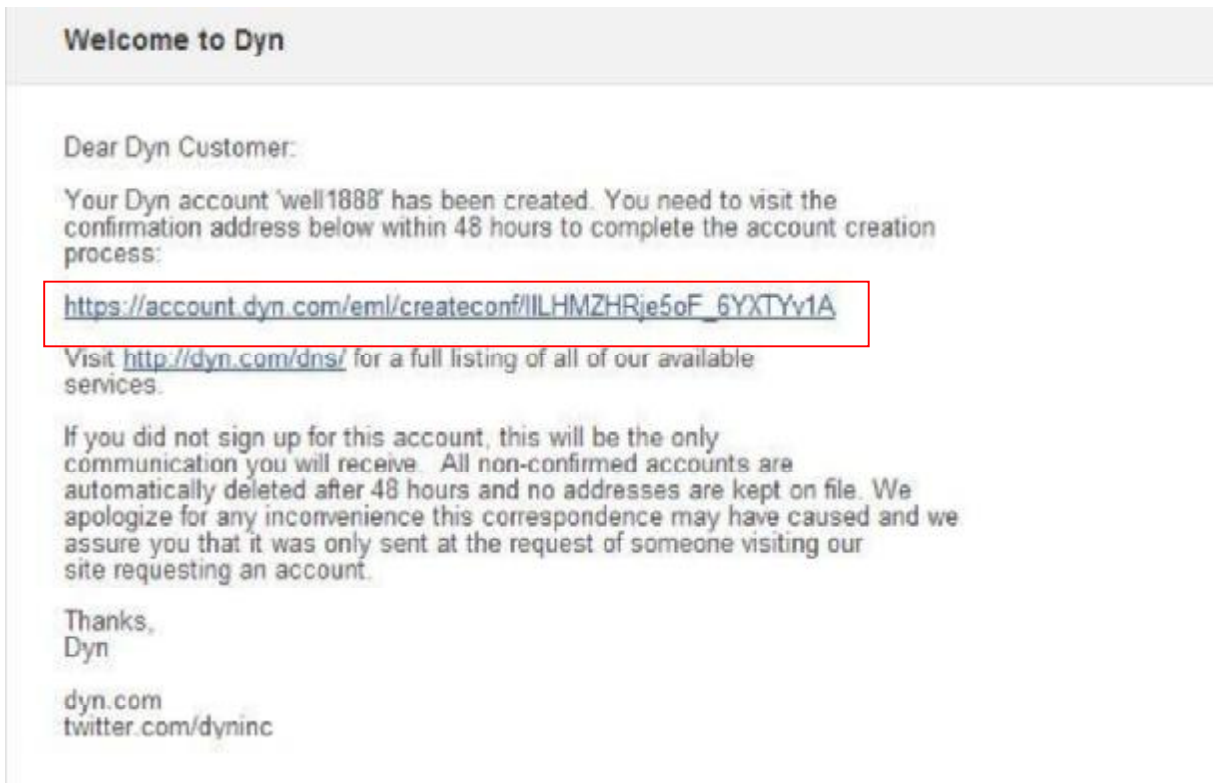 Welcome to Dyn
Dear Dyn Customer:
Your Dyn account 'well1888' has been created. You need to visit the
confirmation address below within 48 hours to complete the account creation
process:
https://account.dyn.com/eml/createconf/IILHMZHRje5oF_6YXTYv1A
Visit http://dyn.com/dns/ for a full listing of all of our available
services.
If you did not sign up for this account, this will be the only
communication you will receive. All non-confirmed accounts are
automatically deleted after 48 hours and no addresses are kept on file. We
apologize for any inconvenience this correspondence may have caused and we
assure you that it was only sent at the request of someone visiting our
site requesting an account.
Thanks,
Dyn
dyn.com
twitter.com/dyninc